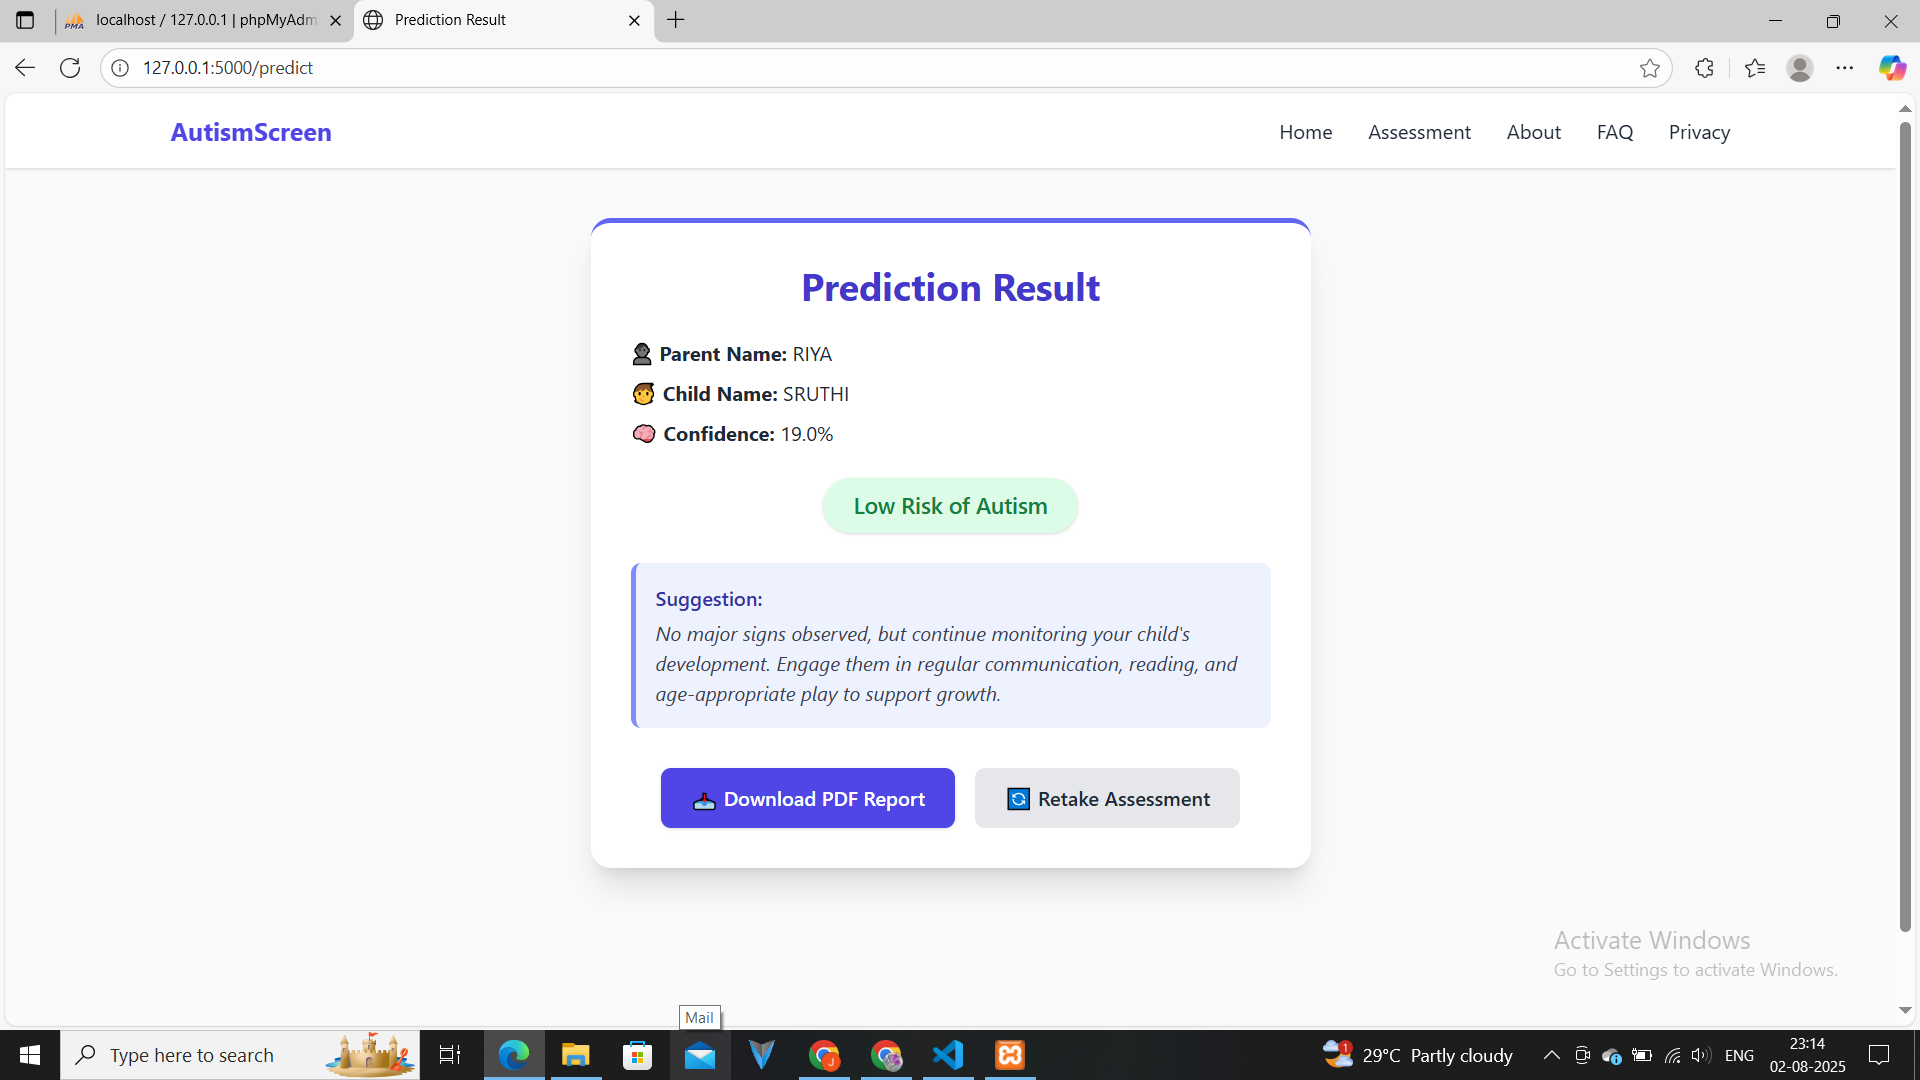 localhost / 127.0.0.1 | phpMyAdm
Prediction Result
127.0.0.1:5000/predict
AutismScreen
Home
Assessment
About
FAQ
Privacy
Prediction Result
Parent Name: RIYA
Child Name: SRUTHI
Confidence: 19.0%
Low Risk of Autism
Suggestion:
No major signs observed, but continue monitoring your child's
development. Engage them in regular communication, reading, and
age-appropriate play to support growth.
Download PDF Report
Retake Assessment
Activate Windows
Go to Settings to activate Windows.
Mail
Type here to search
1
29°C Partly cloudy
ENG
23:14
02-08-2025